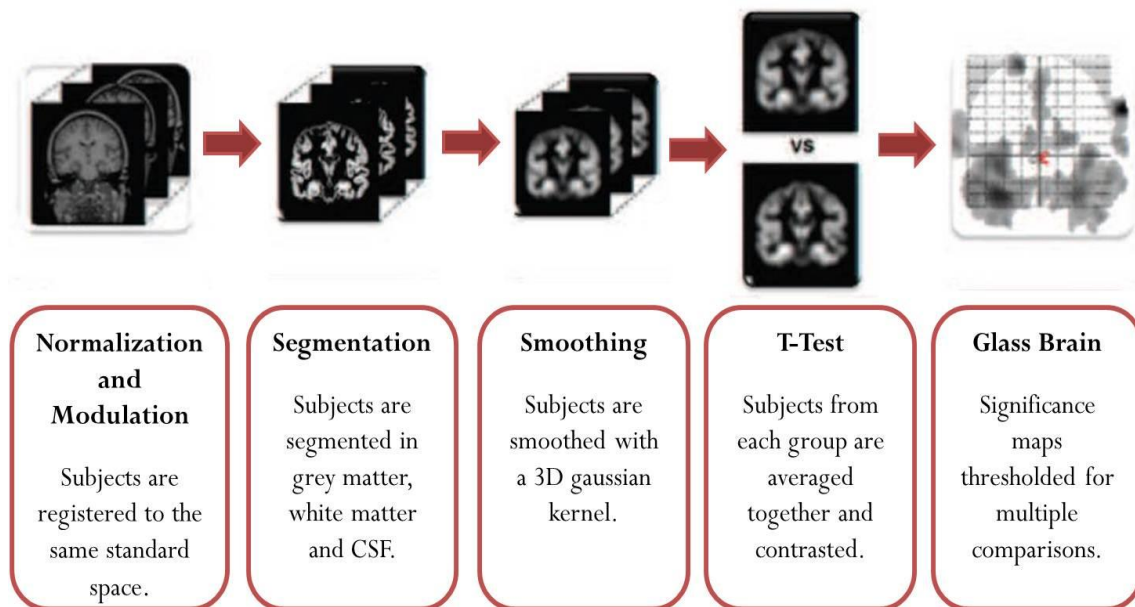 vs
Normalization
and
Modulation
Subjects are
registered to the
same standard
space.
Segmentation
Subjects are
segmented in
grey matter,
white matter
and CSF.
Smoothing
Subjects are
smoothed with
a 3D gaussian
kernel.
T-Test
Subjects from
each group are
averaged
together and
contrasted.
Glass Brain
Significance
maps
thresholded for
multiple
comparisons.